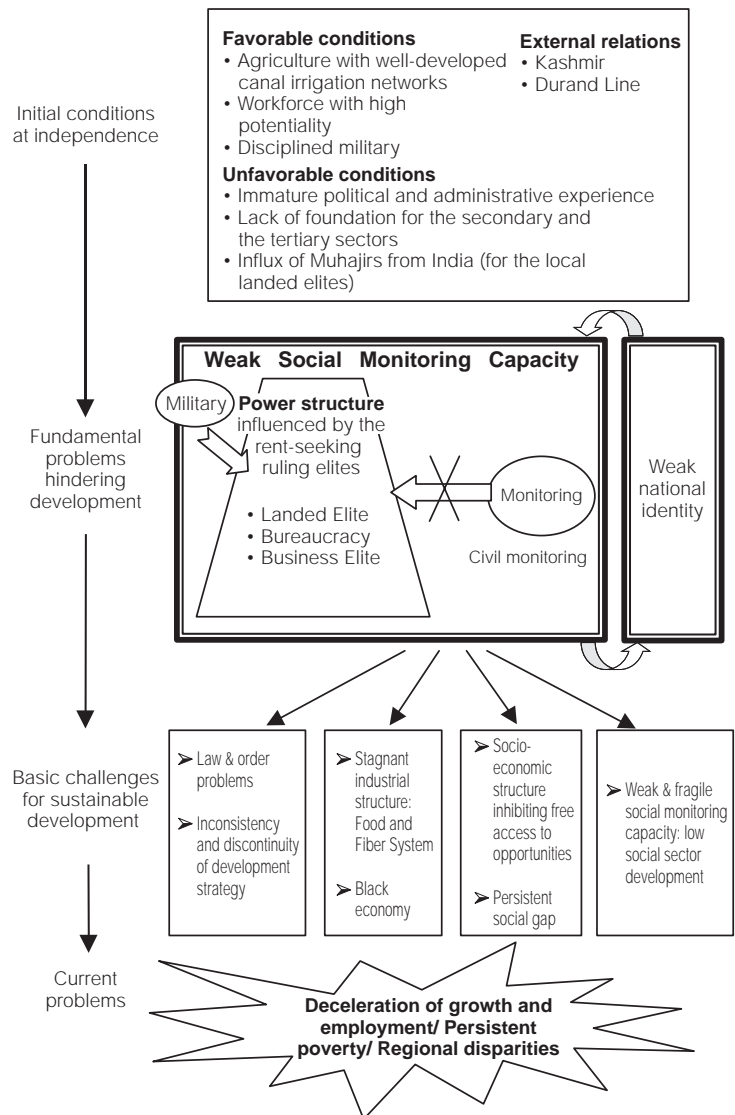 Initial conditions
at independence
Favorable conditions
• Agriculture with well-developed
canal irrigation networks
• Workforce with high
potentiality
• Disciplined military
External relations
• Kashmir
• Durand Line
Unfavorable conditions
• Immature political and administrative experience
• Lack of foundation for the secondary and
the tertiary sectors
• Influx of Muhajirs from India (for the local
landed elites)
Fundamental
problems
hindering
development
Weak Social Monitoring Capacity
Military
Power structure
influenced by the
rent-seeking
ruling elites
• Landed Elite
• Bureaucracy
• Business Elite
Monitoring
Civil monitoring
Weak
national
identity
Basic challenges
for sustainable
development
➢ Law & order
problems
➢ Inconsistency
and discontinuity
of development
strategy
➢ Stagnant
industrial
structure:
Food and
Fiber System
➢ Black
economy
➢ Socio-
economic
structure
inhibiting free
access to
opportunities
➢ Persistent
social gap
➢ Weak & fragile
social monitoring
capacity: low
social sector
development
Current
problems
Deceleration of growth and
employment/ Persistent
poverty/ Regional disparities